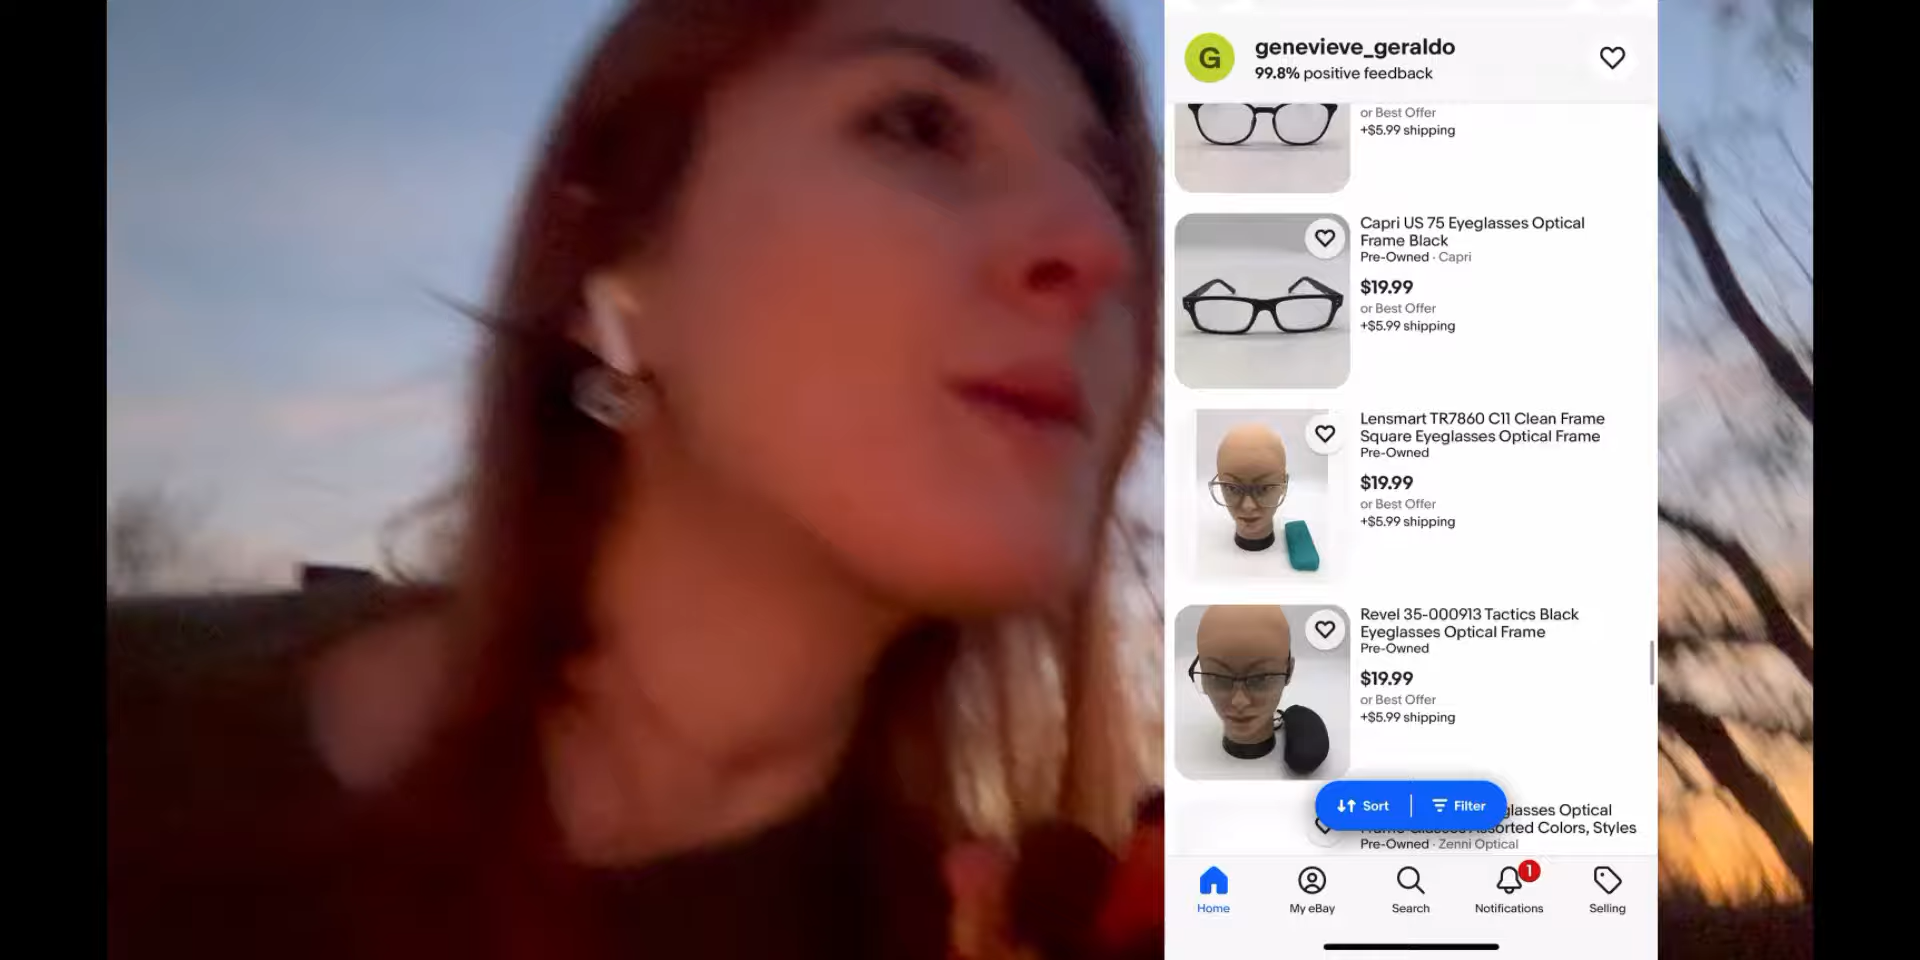 G
genevieve_geraldo
99.8% positive feedback
or Best Offer
+$5.99 shipping
Capri US 75 Eyeglasses Optical
Frame Black
Pre-Owned · Capri
$19.99
or Best Offer
+$5.99 shipping
Lensmart TR7860 C11 Clean Frame
Square Eyeglasses Optical Frame
Pre-Owned
$19.99
or Best Offer
+$5.99 shipping
Revel 35-000913 Tactics Black
Eyeglasses Optical Frame
Pre-Owned
$19.99
or Best Offer
+$5.99 shipping
Sort
Filter
glasses Optical
Assorted Colors, Styles
Pre-Owned · Zenni Optical
1
Home
My eBay
Search
Notifications
Selling